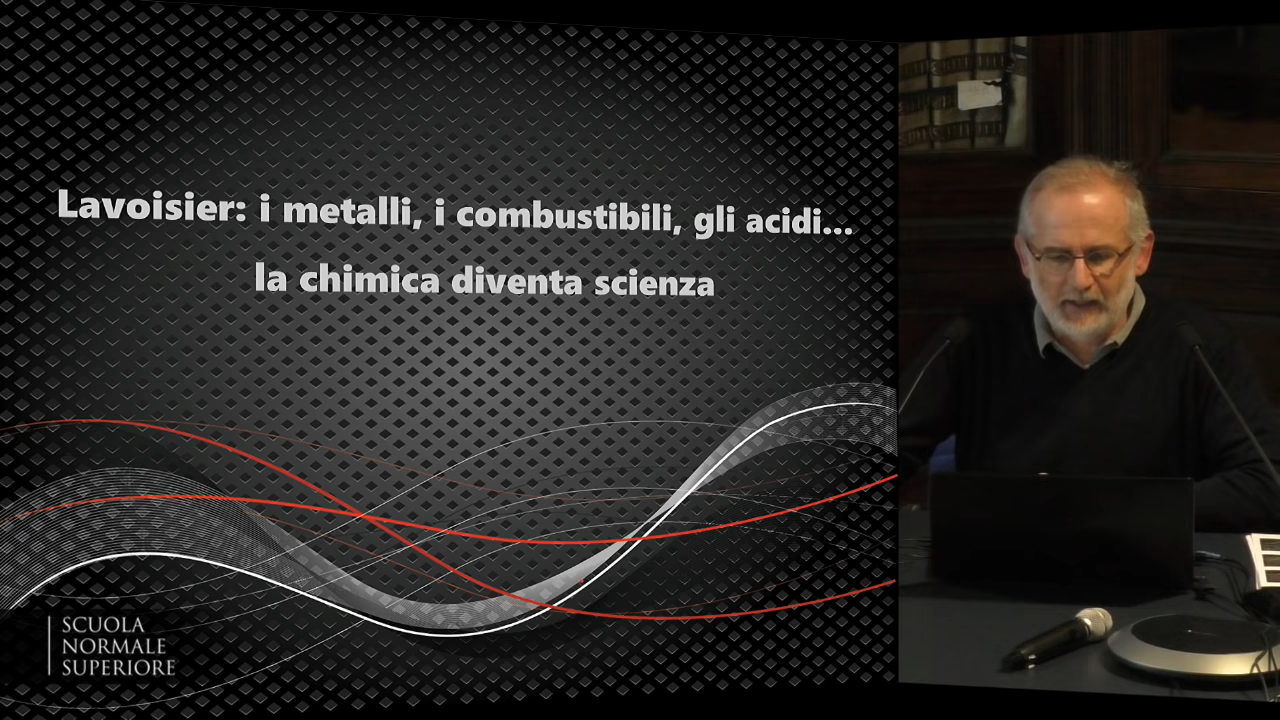 Lavoisier: i metalli, i combustibili, gli acidi...
la chimica diventa scienza
SCUOLA
NORMALE
SUPERIORE